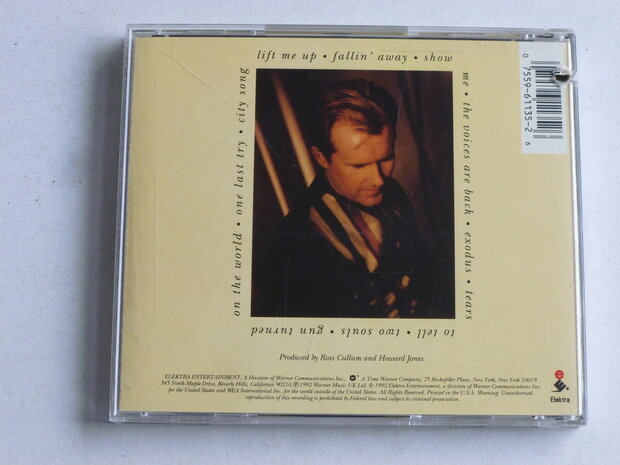 lift me up • fallin' away • show
me • the voices are back • exodus • tears
to tell • two souls • gun turned
on the world • one last try • city song
0 7559-61135-2 6
Produced by Ross Cullum and Howard Jones
ELEKTRA ENTERTAINMENT, A Division of Warner Communications Inc., A Time Warner Company, 75 Rockefeller Plaza, New York, New York 10019
345 North Maple Drive, Beverly Hills, California 90210. ℗ 1992 Warner Music UK Ltd. © 1992 Elektra Entertainment, a division of Warner Communications Inc.
for the United States and WEA International Inc. for the world outside of the United States. All Rights Reserved. Printed in the U.S.A. Warning: Unauthorized
reproduction of this recording is prohibited by Federal law and subject to criminal prosecution.
Elektra